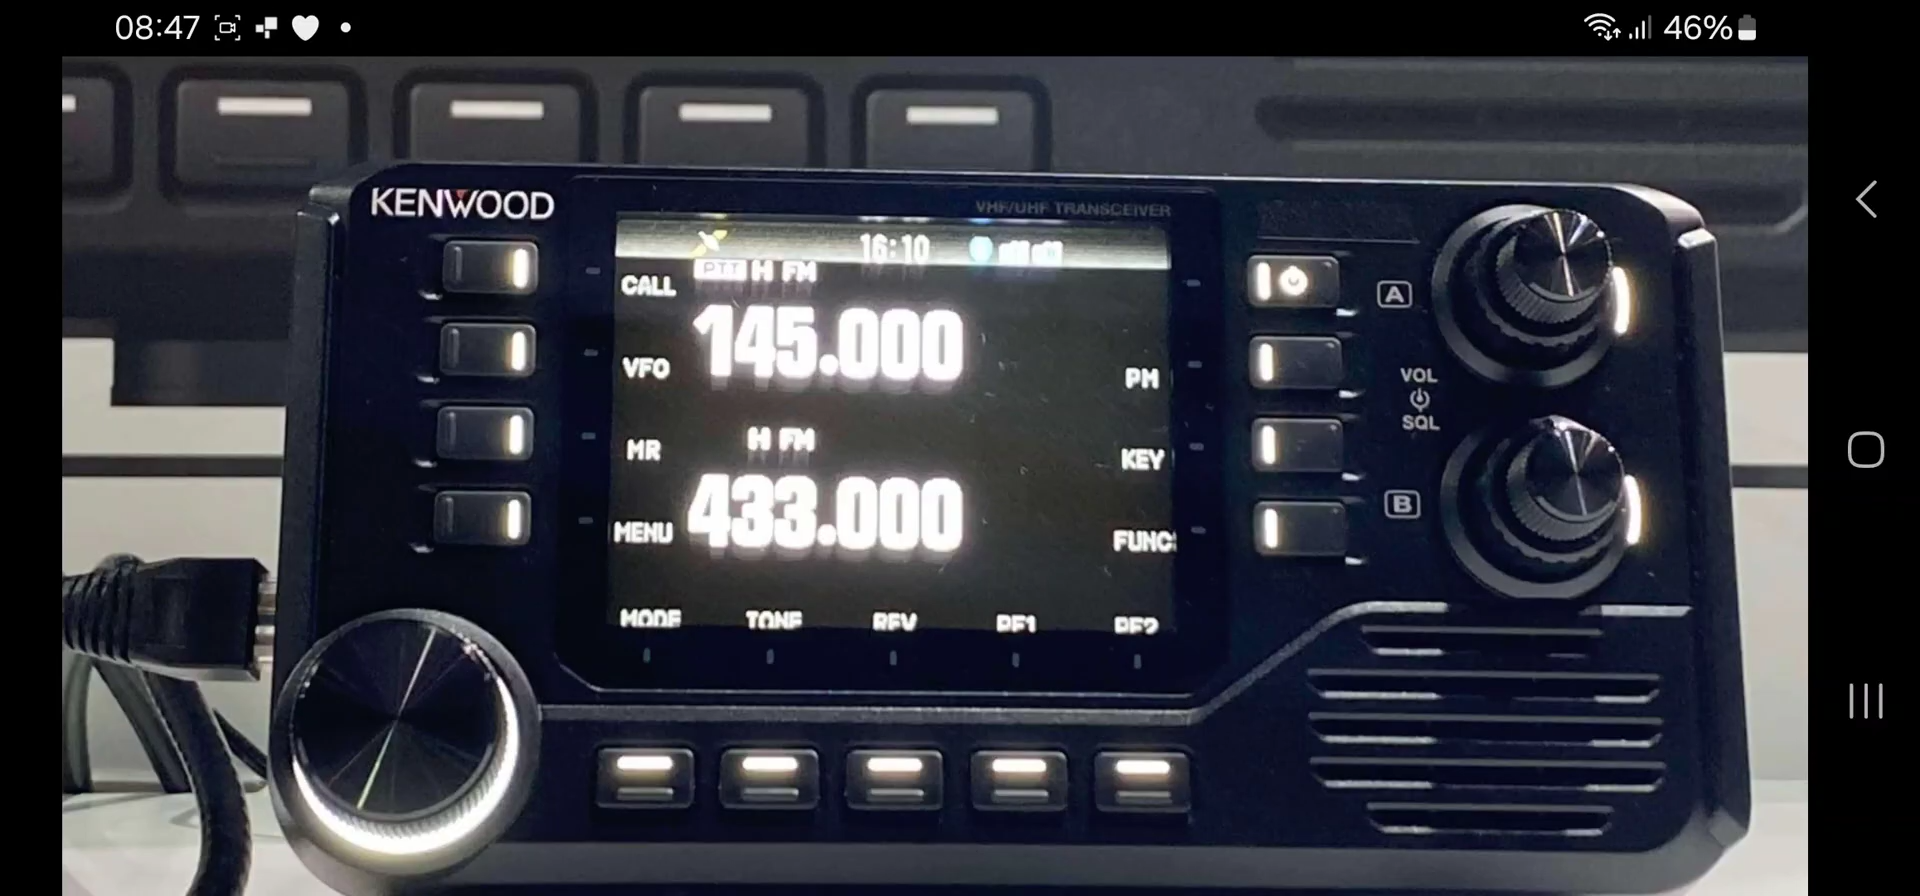 08:47 46%
KENWOOD
VHF/UHF TRANSCEIVER
16:10
PTT H FM
CALL
145.000
A
VFO
PM
VOL
SQL
H FM
MR
KEY
433.000
B
MENU
FUNC
MODE TONE REV PF1 PF2